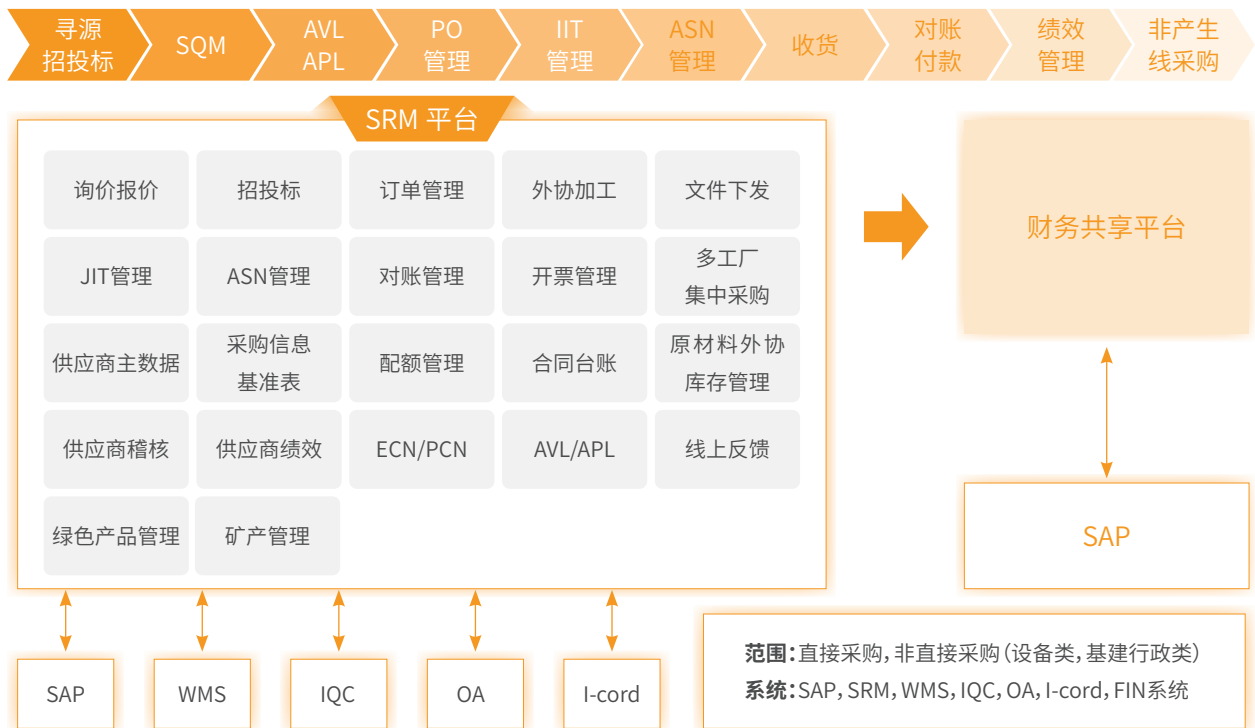 寻源
招投标
SQM
AVL
APL
PO
管理
IIT
管理
ASN
管理
收货
对账
付款
绩效
管理
非产生
线采购
SRM 平台
询价报价
招投标
订单管理
外协加工
文件下发
JIT管理
ASN管理
对账管理
开票管理
多工厂
集中采购
供应商主数据
采购信息
基准表
配额管理
合同台账
原材料外协
库存管理
供应商稽核
供应商绩效
ECN/PCN
AVL/APL
线上反馈
绿色产品管理
矿产管理
财务共享平台
SAP
SAP
WMS
IQC
OA
I-cord
范围：直接采购，非直接采购（设备类，基建行政类）
系统：SAP，SRM，WMS，IQC，OA，I-cord，FIN系统